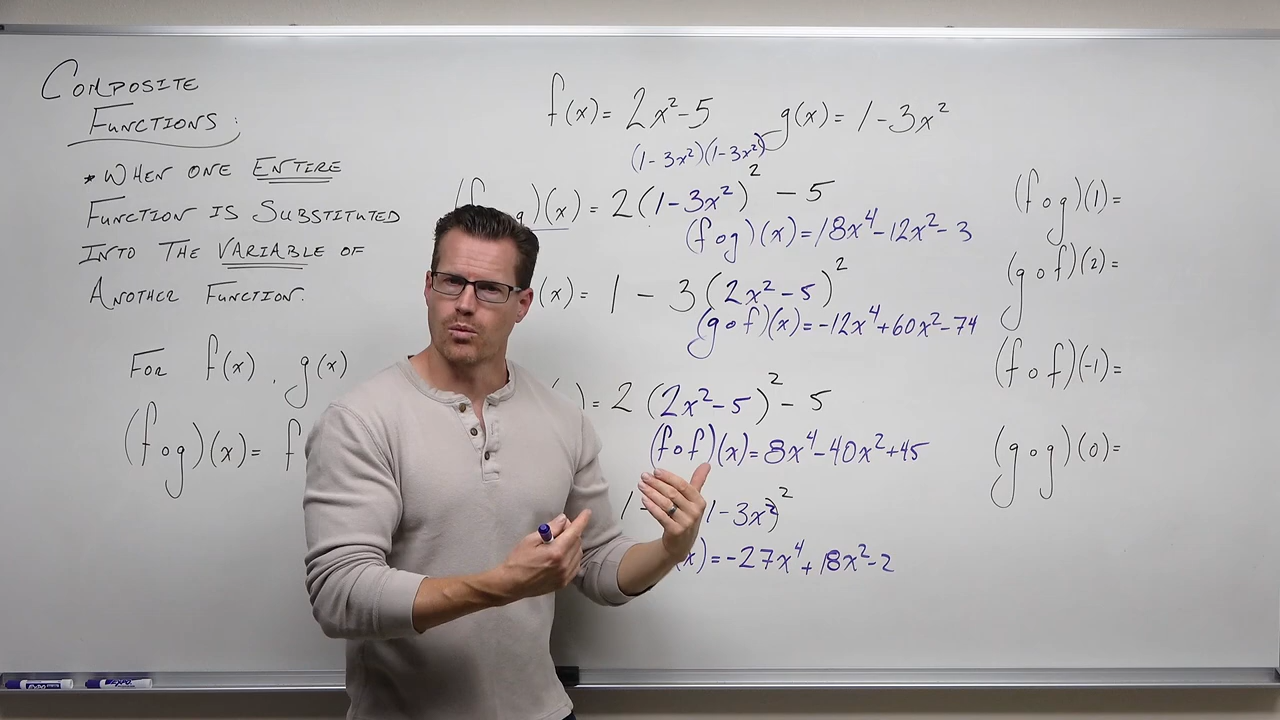 COMPOSITE
FUNCTIONS:
* WHEN ONE ENTIRE
FUNCTION IS SUBSTITUTED
INTO THE VARIABLE OF
ANOTHER FUNCTION.
FOR f(x), g(x)
(f∘g)(x) = f
f(x) = 2x² - 5 g(x) = 1 - 3x²
(1-3x²)(1-3x²)
(f g)(x) = 2(1-3x²)² - 5
(f∘g)(x) = 18x⁴ - 12x² - 3
(x) = 1 - 3(2x² - 5)²
(g∘f)(x) = -12x⁴ + 60x² - 74
) = 2(2x² - 5)² - 5
(f∘f)(x) = 8x⁴ - 40x² + 45
1 - 1 - 3x²)²
x) = -27x⁴ + 18x² - 2
(f∘g)(1) =
(g∘f)(2) =
(f∘f)(-1) =
(g∘g)(0) =
EXPO
EXPO